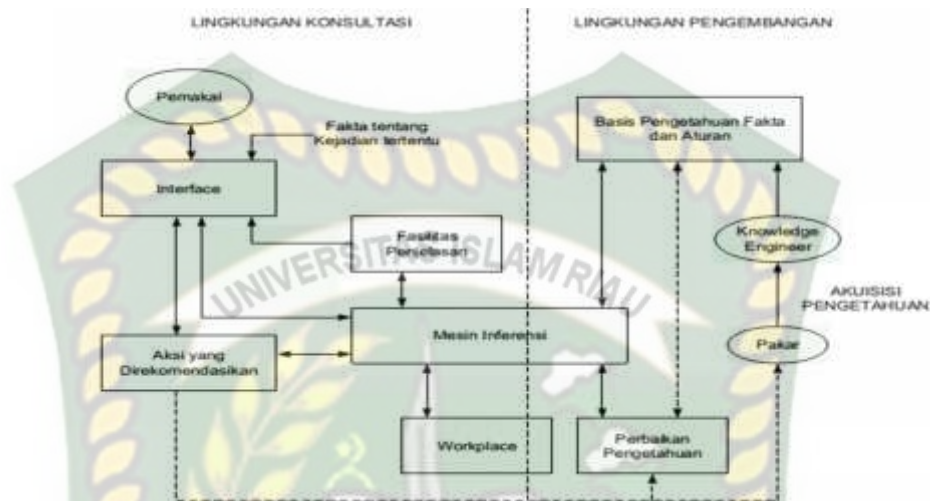 LINGKUNGAN KONSULTASI
LINGKUNGAN PENGEMBANGAN
Pemakai
Fakta tentang
Kejadian tertentu
Basis Pengetahuan Fakta
dan Aturan
Interface
Fasilitas
Penjelasan
Knowledge
Engineer
UNIVERSITAS ISLAM RIAU
AKUISISI
PENGETAHUAN
Mesin Inferensi
Pakar
Aksi yang
Direkomendasikan
Workplace
Perbaikan
Pengetahuan